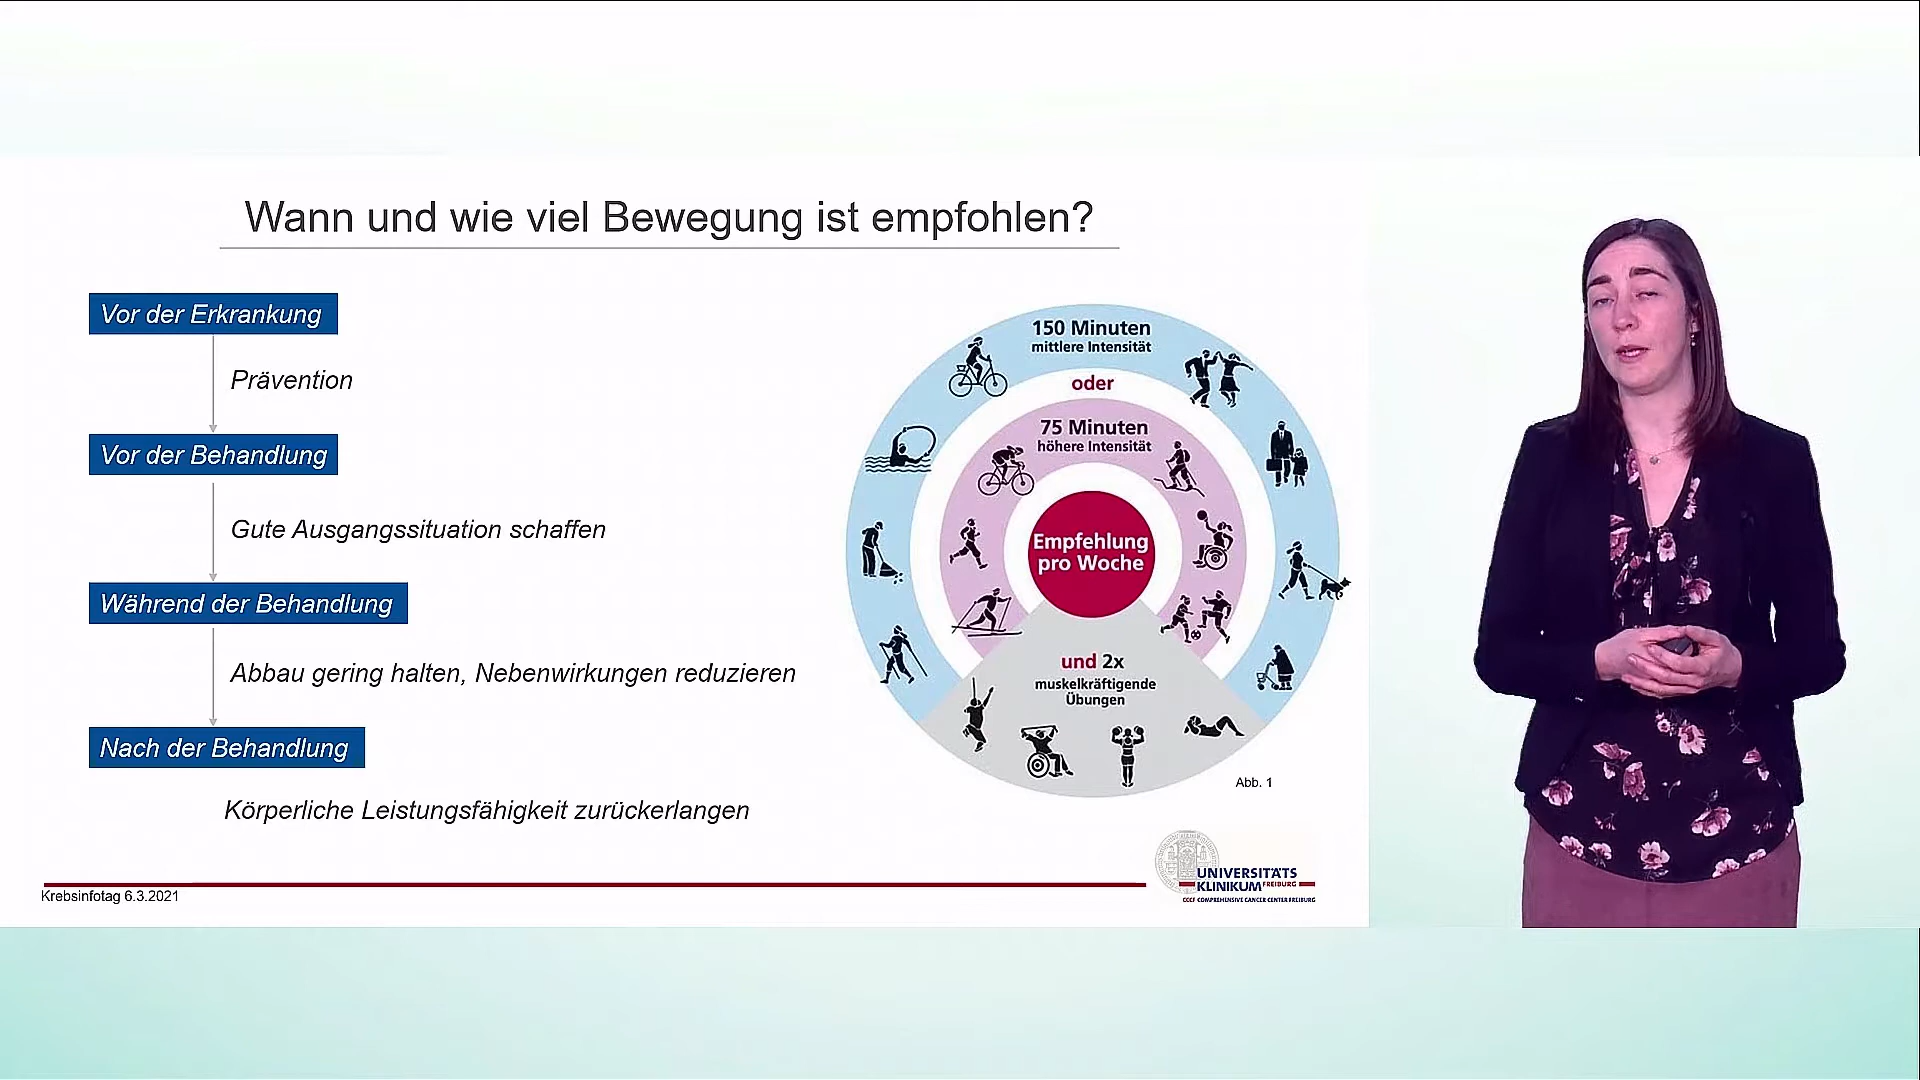 Wann und wie viel Bewegung ist empfohlen?
Vor der Erkrankung
Prävention
Vor der Behandlung
Gute Ausgangssituation schaffen
Während der Behandlung
Abbau gering halten, Nebenwirkungen reduzieren
Nach der Behandlung
Körperliche Leistungsfähigkeit zurückerlangen
150 Minuten
mittlere Intensität
oder
75 Minuten
höhere Intensität
Empfehlung
pro Woche
und 2x
muskelkräftigende
Übungen
Abb. 1
Krebsinfotag 6.3.2021
UNIVERSITÄTS
KLINIKUM FREIBURG
CCCF COMPREHENSIVE CANCER CENTER FREIBURG